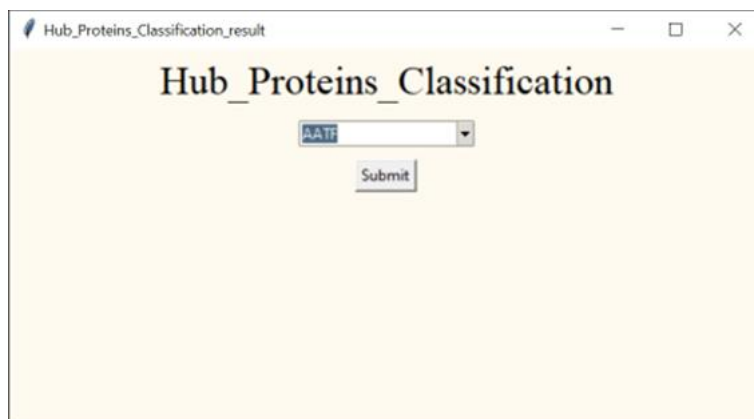 Hub_Proteins_Classification_result
Hub_Proteins_Classification
AATF
Submit